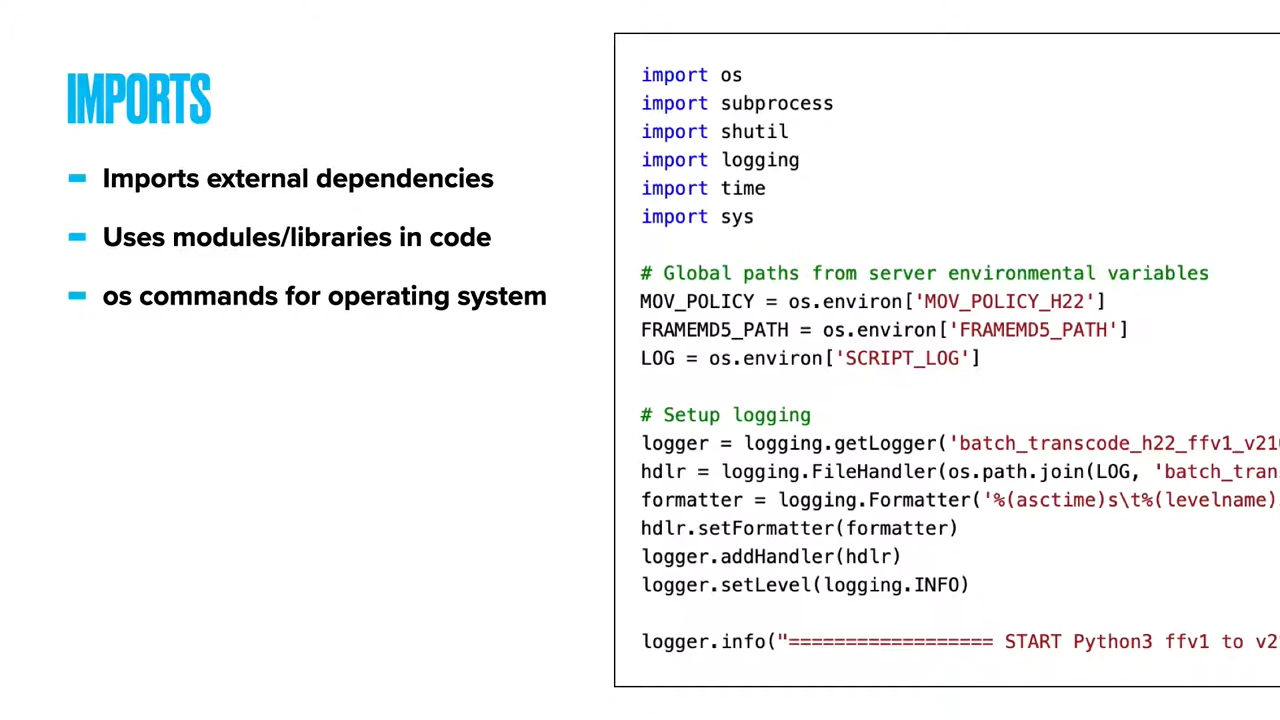 IMPORTS
- Imports external dependencies
- Uses modules/libraries in code
- os commands for operating system
import os
import subprocess
import shutil
import logging
import time
import sys
# Global paths from server environmental variables
MOV_POLICY = os.environ['MOV_POLICY_H22']
FRAMEMD5_PATH = os.environ['FRAMEMD5_PATH']
LOG = os.environ['SCRIPT_LOG']
# Setup logging
logger = logging.getLogger('batch_transcode_h22_ffv1_v21
hdlr = logging.FileHandler(os.path.join(LOG, 'batch_tran
formatter = logging.Formatter('%(asctime)s\t%(levelname)
hdlr.setFormatter(formatter)
logger.addHandler(hdlr)
logger.setLevel(logging.INFO)
logger.info("================== START Python3 ffv1 to v2